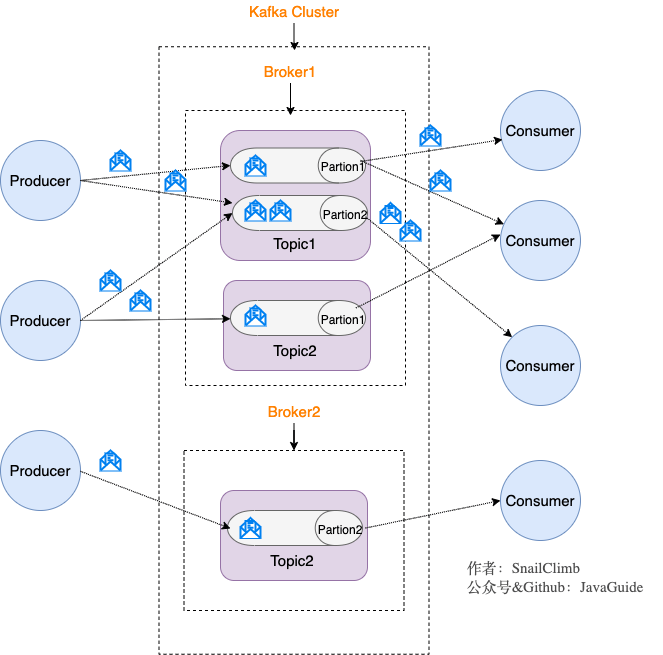 Kafka Cluster
Broker1
Consumer
Producer
Partion1
Partion2
Topic1
Consumer
Producer
Partion1
Topic2
Consumer
Broker2
Producer
Partion2
Topic2
Consumer
作者：SnailClimb
公众号&Github：JavaGuide